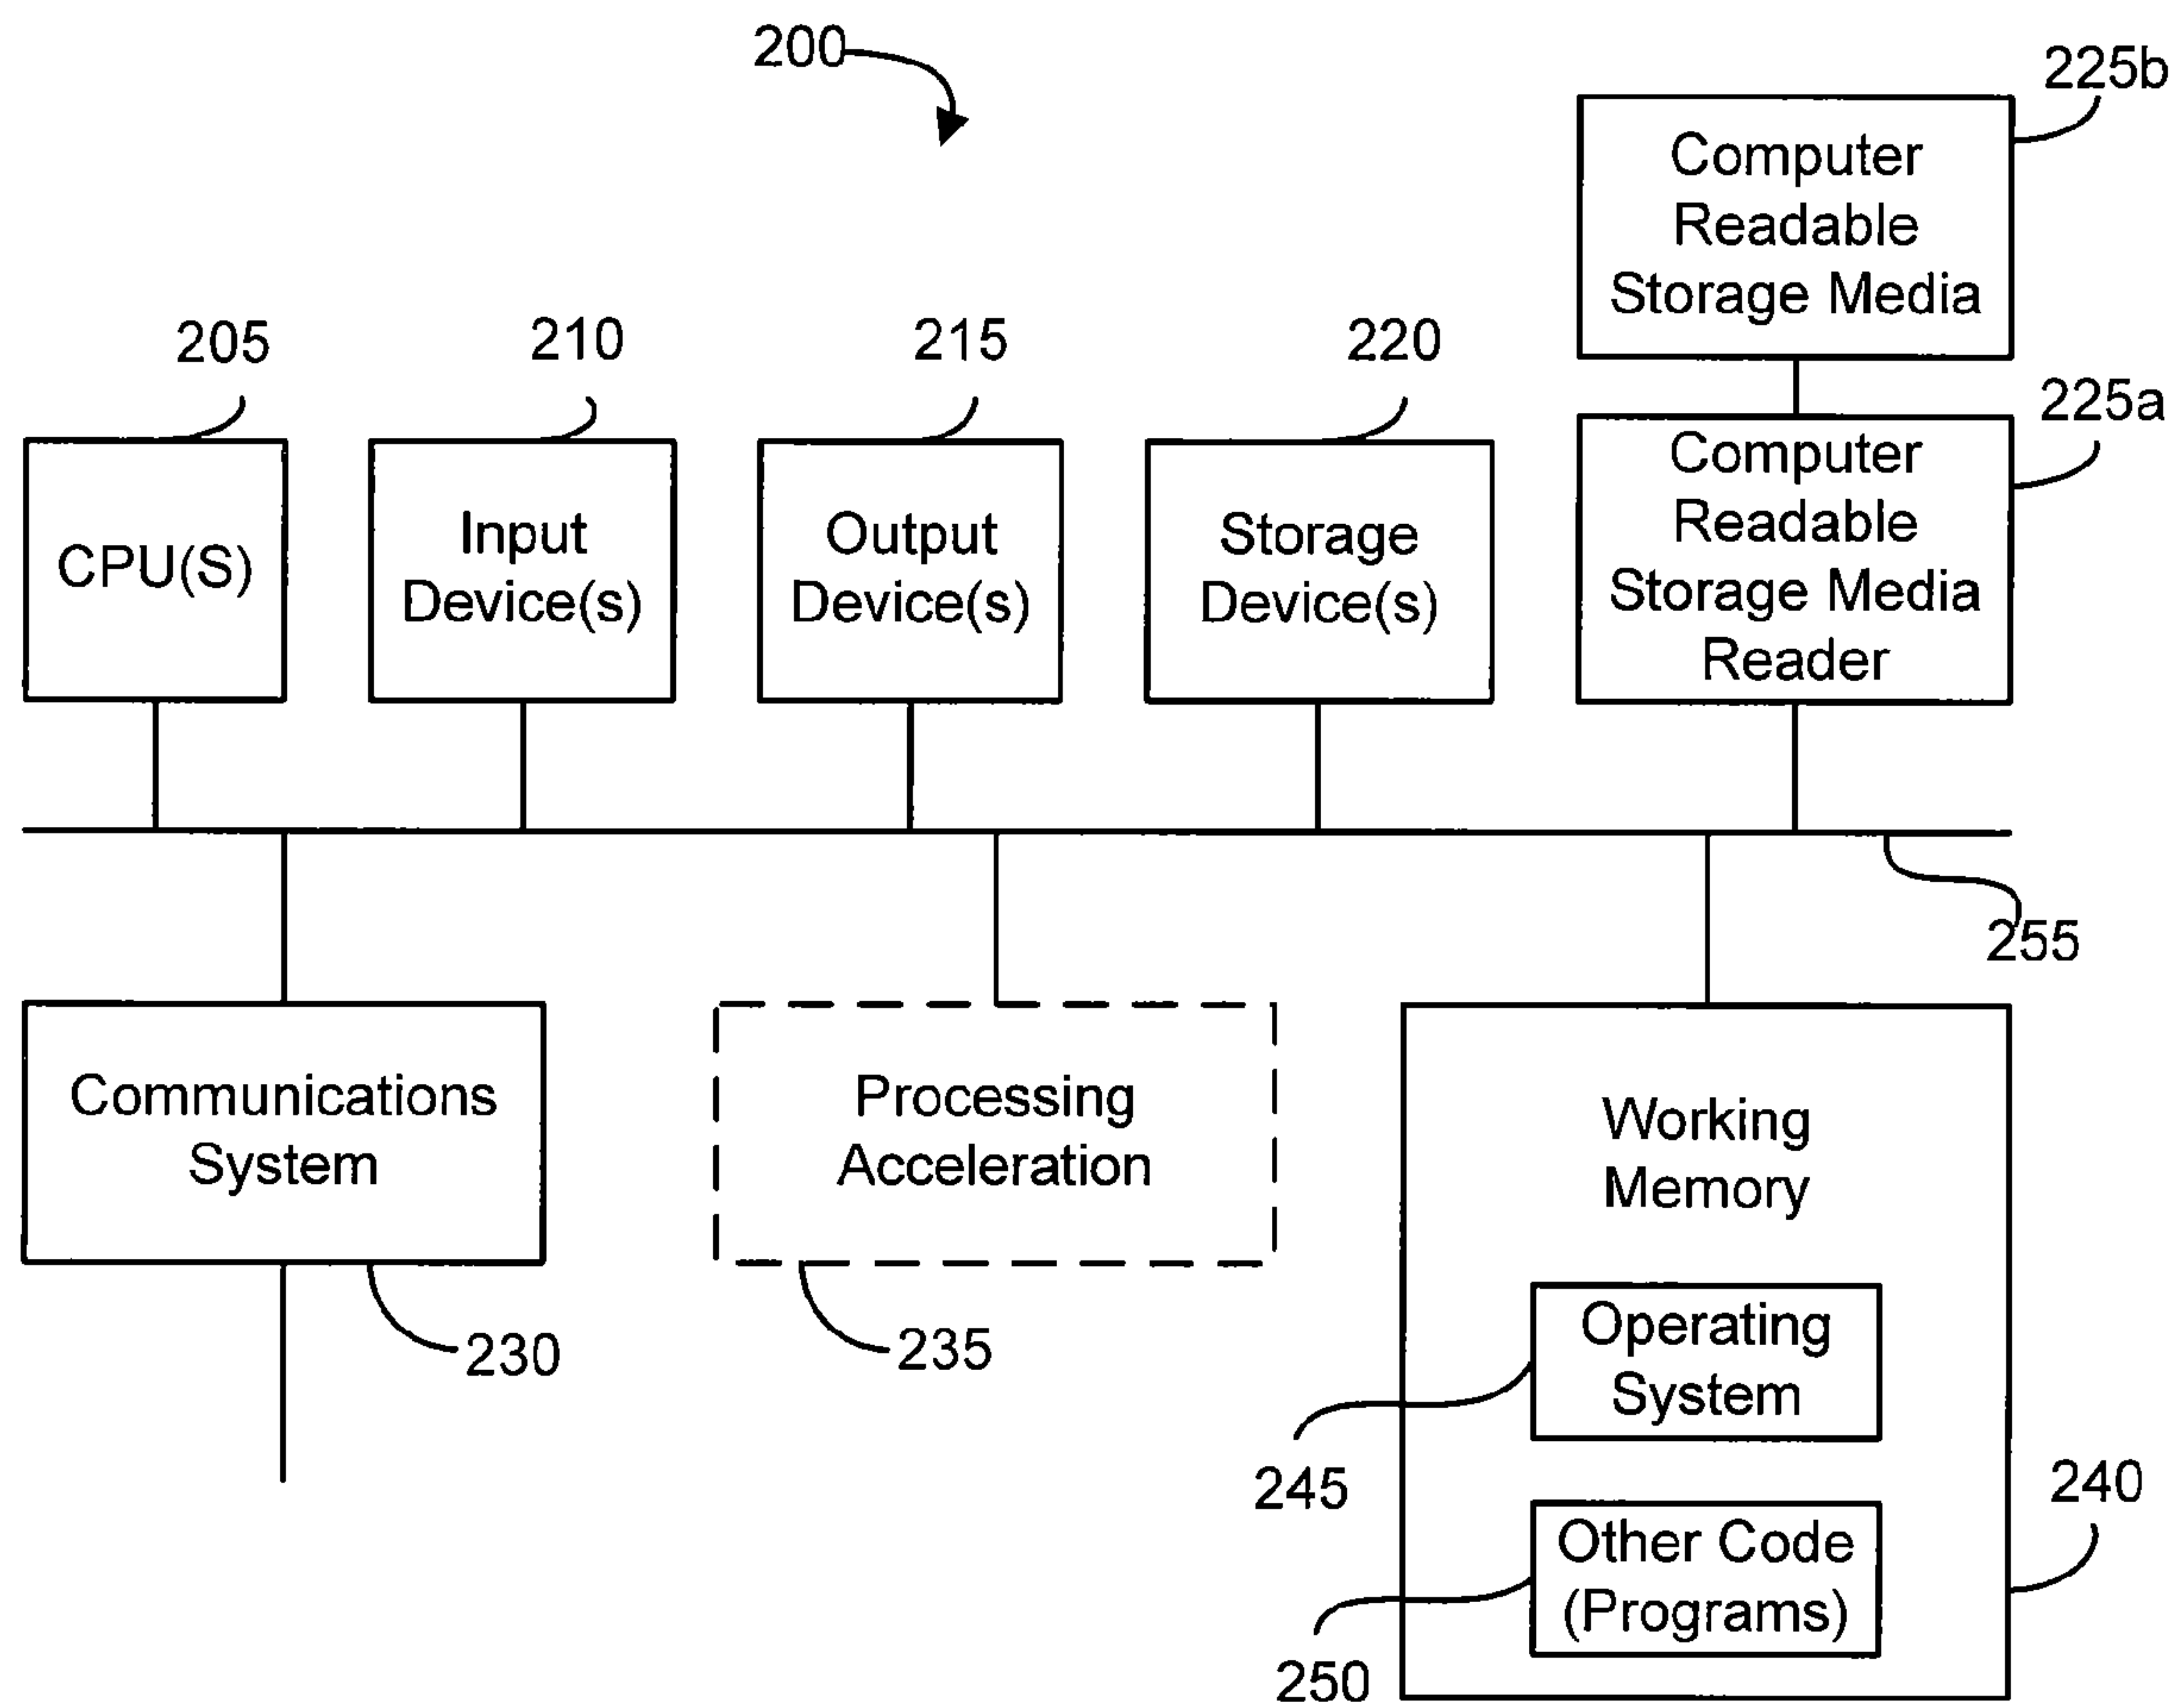 200
225b
Computer
Readable
Storage Media
205
210
215
220
225a
CPU(S)
Input
Device(s)
Output
Device(s)
Storage
Device(s)
Computer
Readable
Storage Media
Reader
255
Communications
System
230
Processing
Acceleration
235
Working
Memory
Operating
System
245
240
Other Code
(Programs)
250